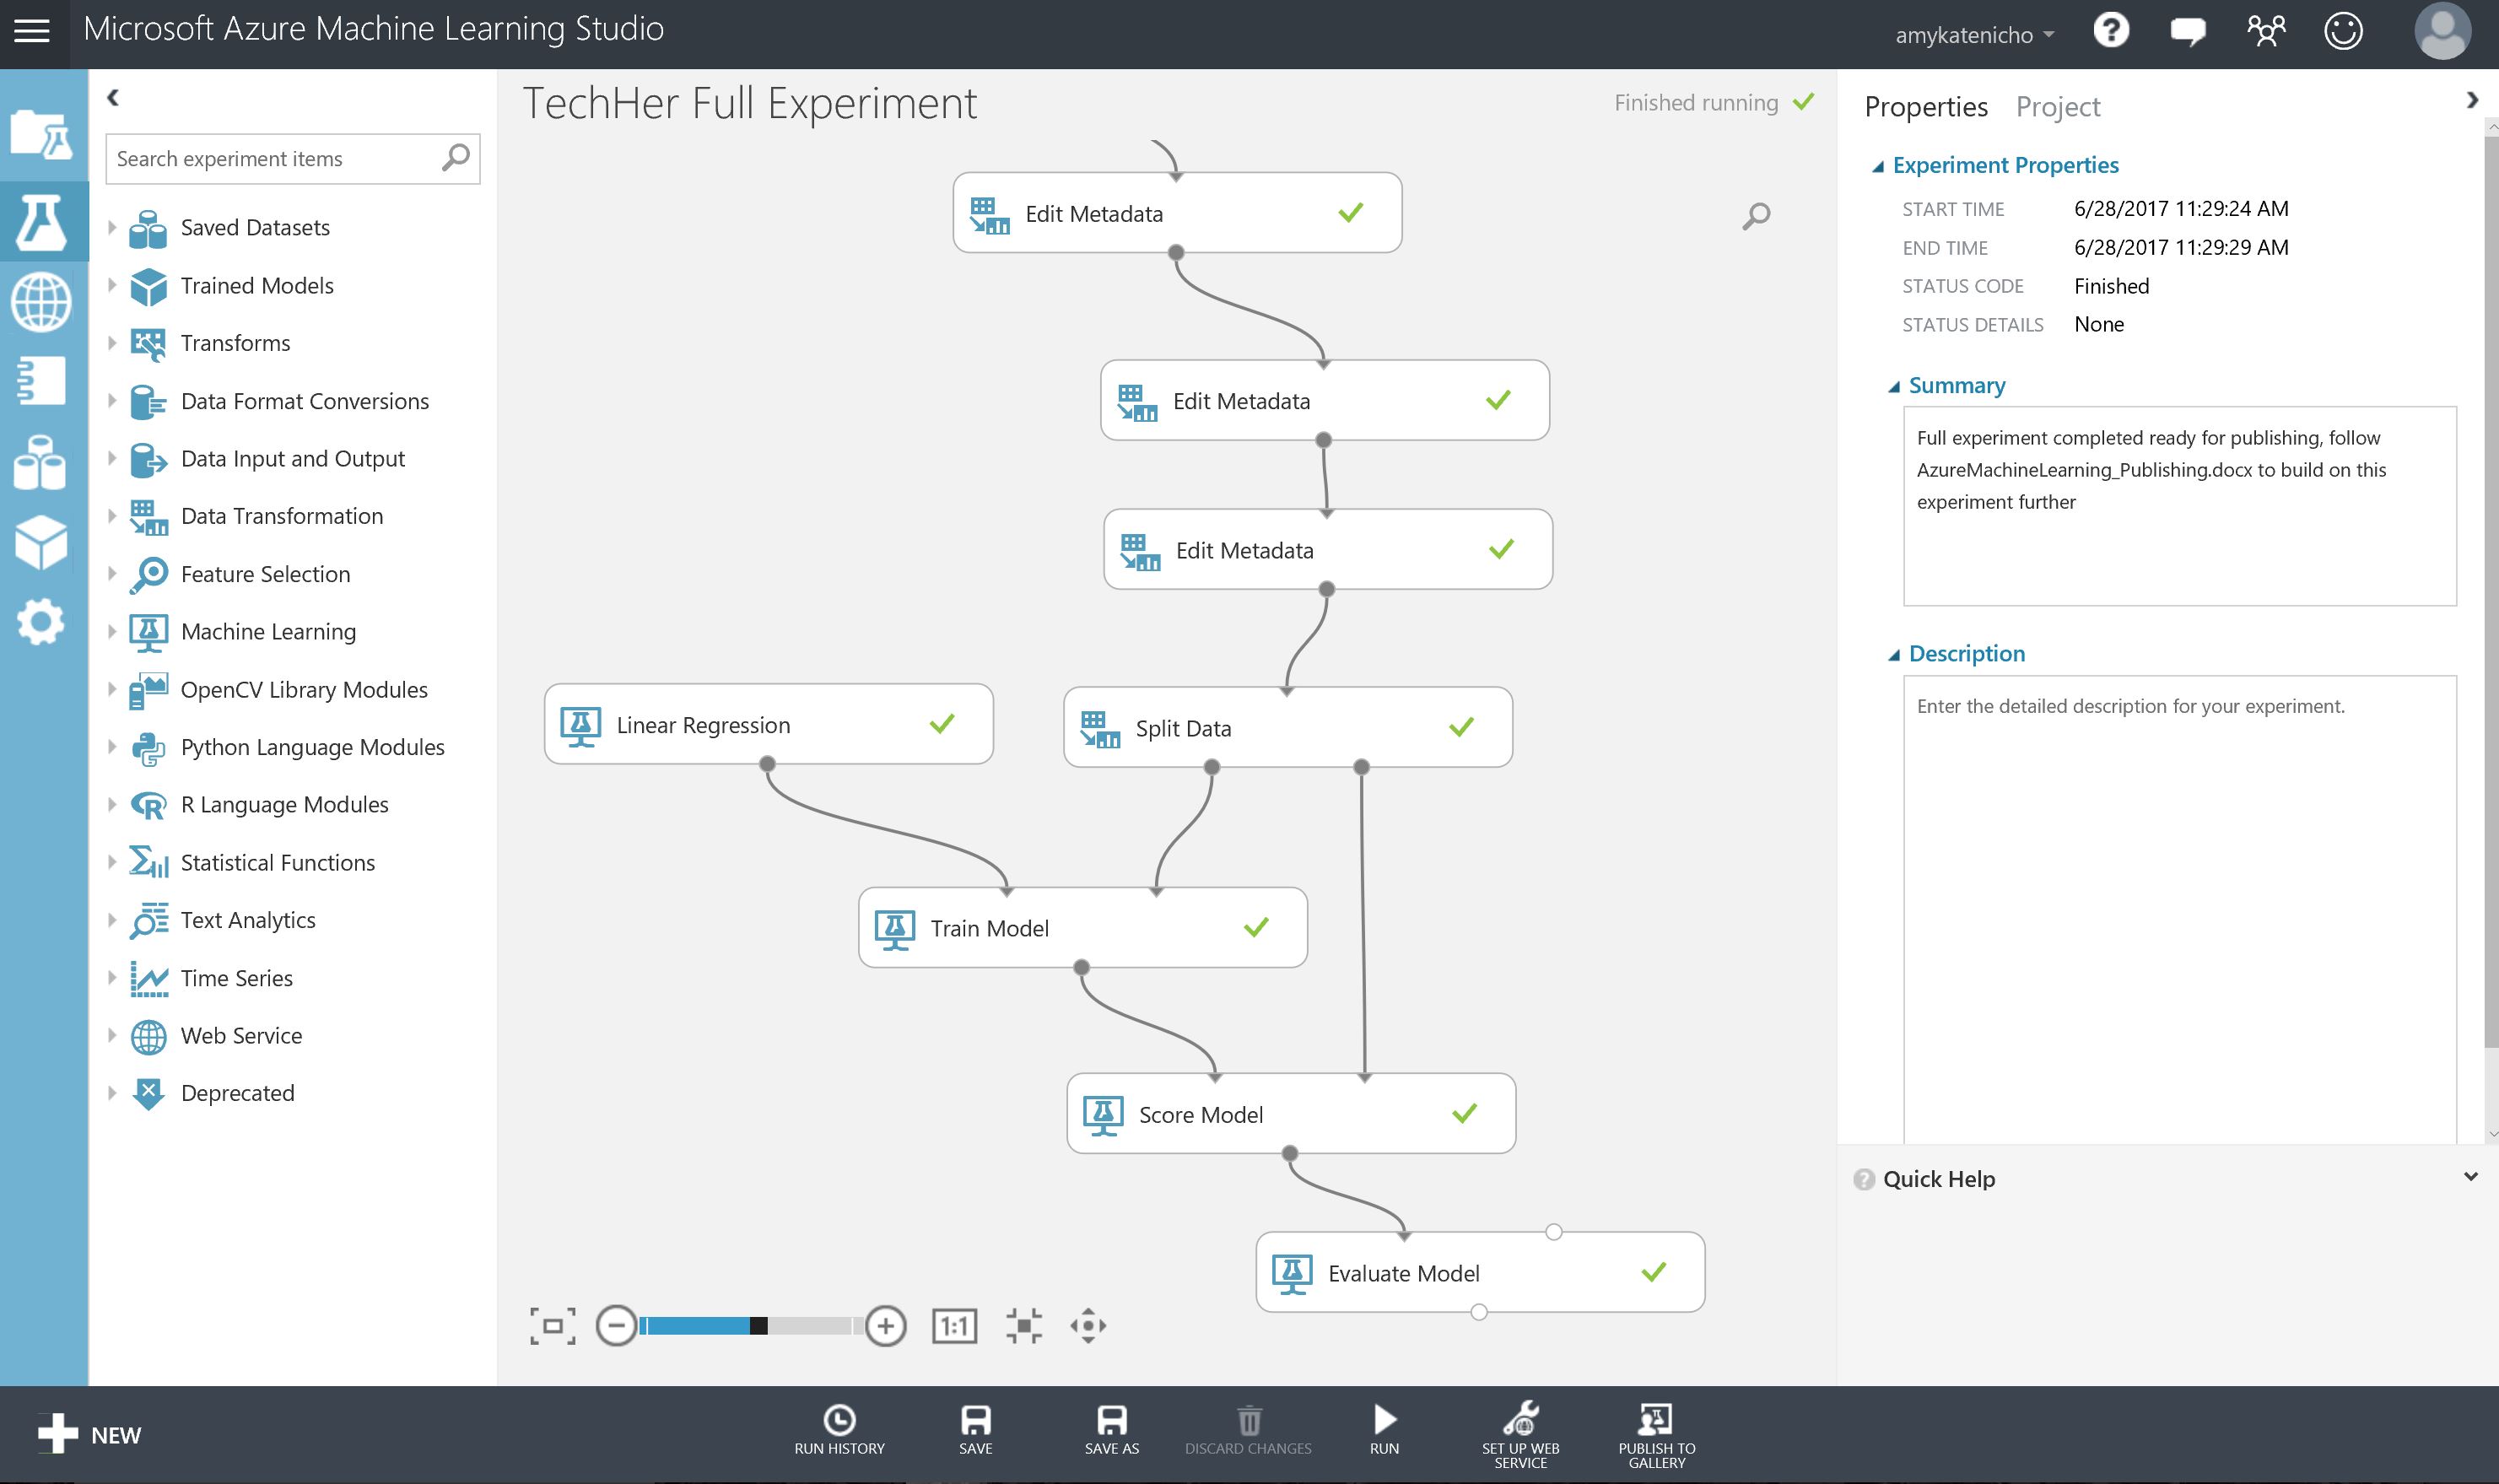 Microsoft Azure Machine Learning Studio
amykatenicho
TechHer Full Experiment
Finished running
Search experiment items
Saved Datasets
Trained Models
Transforms
Data Format Conversions
Data Input and Output
Data Transformation
Feature Selection
Machine Learning
OpenCV Library Modules
Python Language Modules
R Language Modules
Statistical Functions
Text Analytics
Time Series
Web Service
Deprecated
Edit Metadata
Edit Metadata
Edit Metadata
Linear Regression
Split Data
Train Model
Score Model
Evaluate Model
1:1
Properties Project
Experiment Properties
START TIME 6/28/2017 11:29:24 AM
END TIME 6/28/2017 11:29:29 AM
STATUS CODE Finished
STATUS DETAILS None
Summary
Full experiment completed ready for publishing, follow
AzureMachineLearning_Publishing.docx to build on this
experiment further
Description
Enter the detailed description for your experiment.
Quick Help
NEW
RUN HISTORY
SAVE
SAVE AS
DISCARD CHANGES
RUN
SET UP WEB
SERVICE
PUBLISH TO
GALLERY